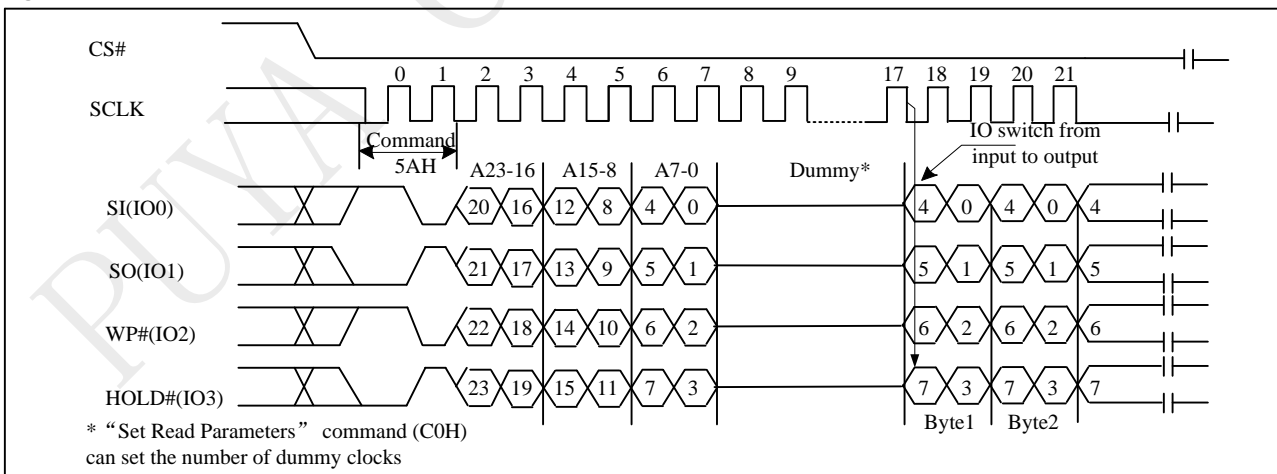 CS#
0 1 2 3 4 5 6 7 8 9 17 18 19 20 21
SCLK
Command
5AH
IO switch from
input to output
A23-16 A15-8 A7-0 Dummy*
SI(IO0) 20 16 12 8 4 0 4 0 4 0 4
SO(IO1) 21 17 13 9 5 1 5 1 5 1 5
WP#(IO2) 22 18 14 10 6 2 6 2 6 2 6
HOLD#(IO3) 23 19 15 11 7 3 7 3 7 3 7
Byte1 Byte2
* “Set Read Parameters” command (C0H)
can set the number of dummy clocks
PUYA